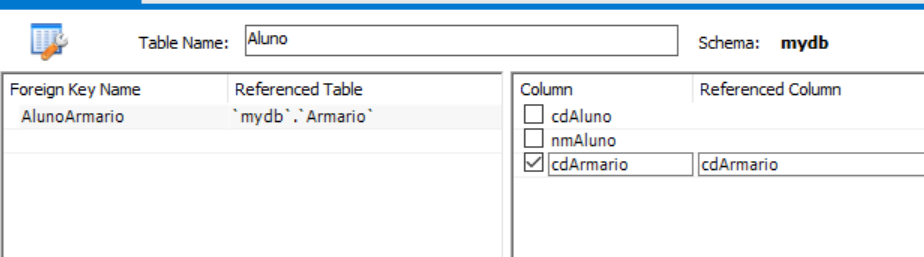 Table Name: Aluno Schema: mydb
Foreign Key Name Referenced Table
AlunoArmario `mydb`.`Armario`
Column Referenced Column
cdAluno
nmAluno
cdArmario cdArmario